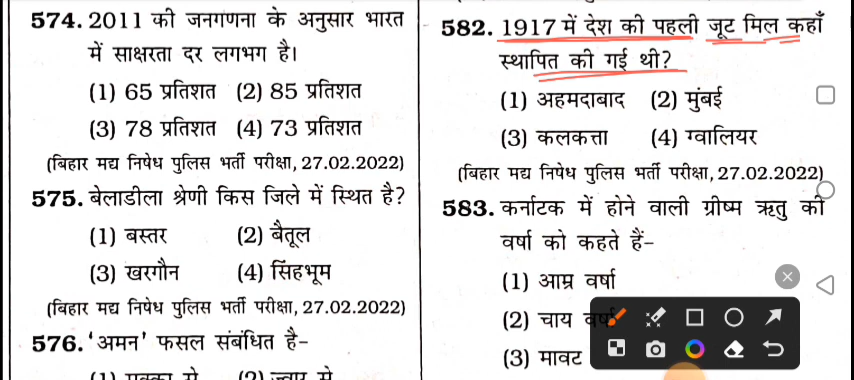 574. 2011 की जनगणना के अनुसार भारत
में साक्षरता दर लगभग है।
(1) 65 प्रतिशत (2) 85 प्रतिशत
(3) 78 प्रतिशत (4) 73 प्रतिशत
(बिहार मद्य निषेध पुलिस भर्ती परीक्षा, 27.02.2022)
575. बेलाडीला श्रेणी किस जिले में स्थित है?
(1) बस्तर (2) बैतूल
(3) खरगौन (4) सिंहभूम
(बिहार मद्य निषेध पुलिस भर्ती परीक्षा, 27.02.2022)
576. 'अमन' फसल संबंधित है-
582. 1917 में देश की पहली जूट मिल कहाँ
स्थापित की गई थी?
(1) अहमदाबाद (2) मुंबई
(3) कलकत्ता (4) ग्वालियर
(बिहार मद्य निषेध पुलिस भर्ती परीक्षा, 27.02.2022)
583. कर्नाटक में होने वाली ग्रीष्म ऋतु की
वर्षा को कहते हैं-
(1) आम्र वर्षा
(2) चाय
(3) मावट